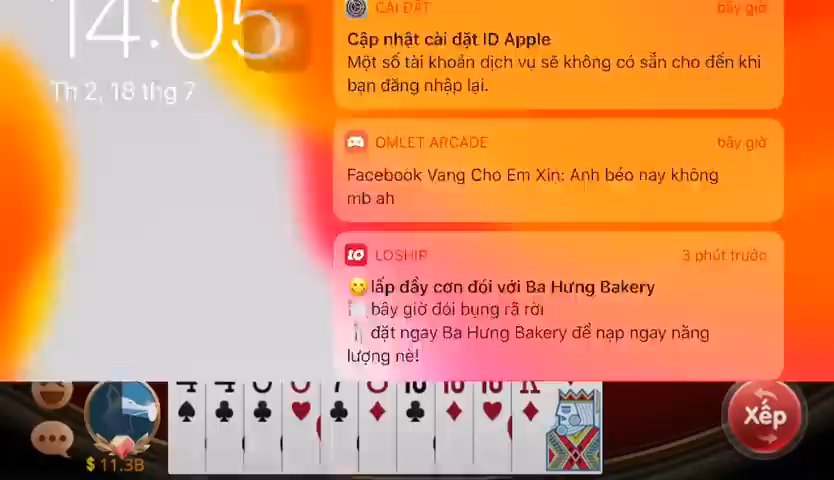 14:05
Th 2, 18 thg 7
CÀI ĐẶT
bây giờ
Cập nhật cài đặt ID Apple
Một số tài khoản dịch vụ sẽ không có sẵn cho đến khi
bạn đăng nhập lại.
OMLET ARCADE
bây giờ
Facebook Vang Cho Em Xin: Anh béo nay không
mb ah
LOSHIP
3 phút trước
😋lấp đầy cơn đói với Ba Hưng Bakery
bây giờ đói bụng rã rời
đặt ngay Ba Hưng Bakery để nạp ngay năng
lượng nè!
Xếp
$ 11.3B